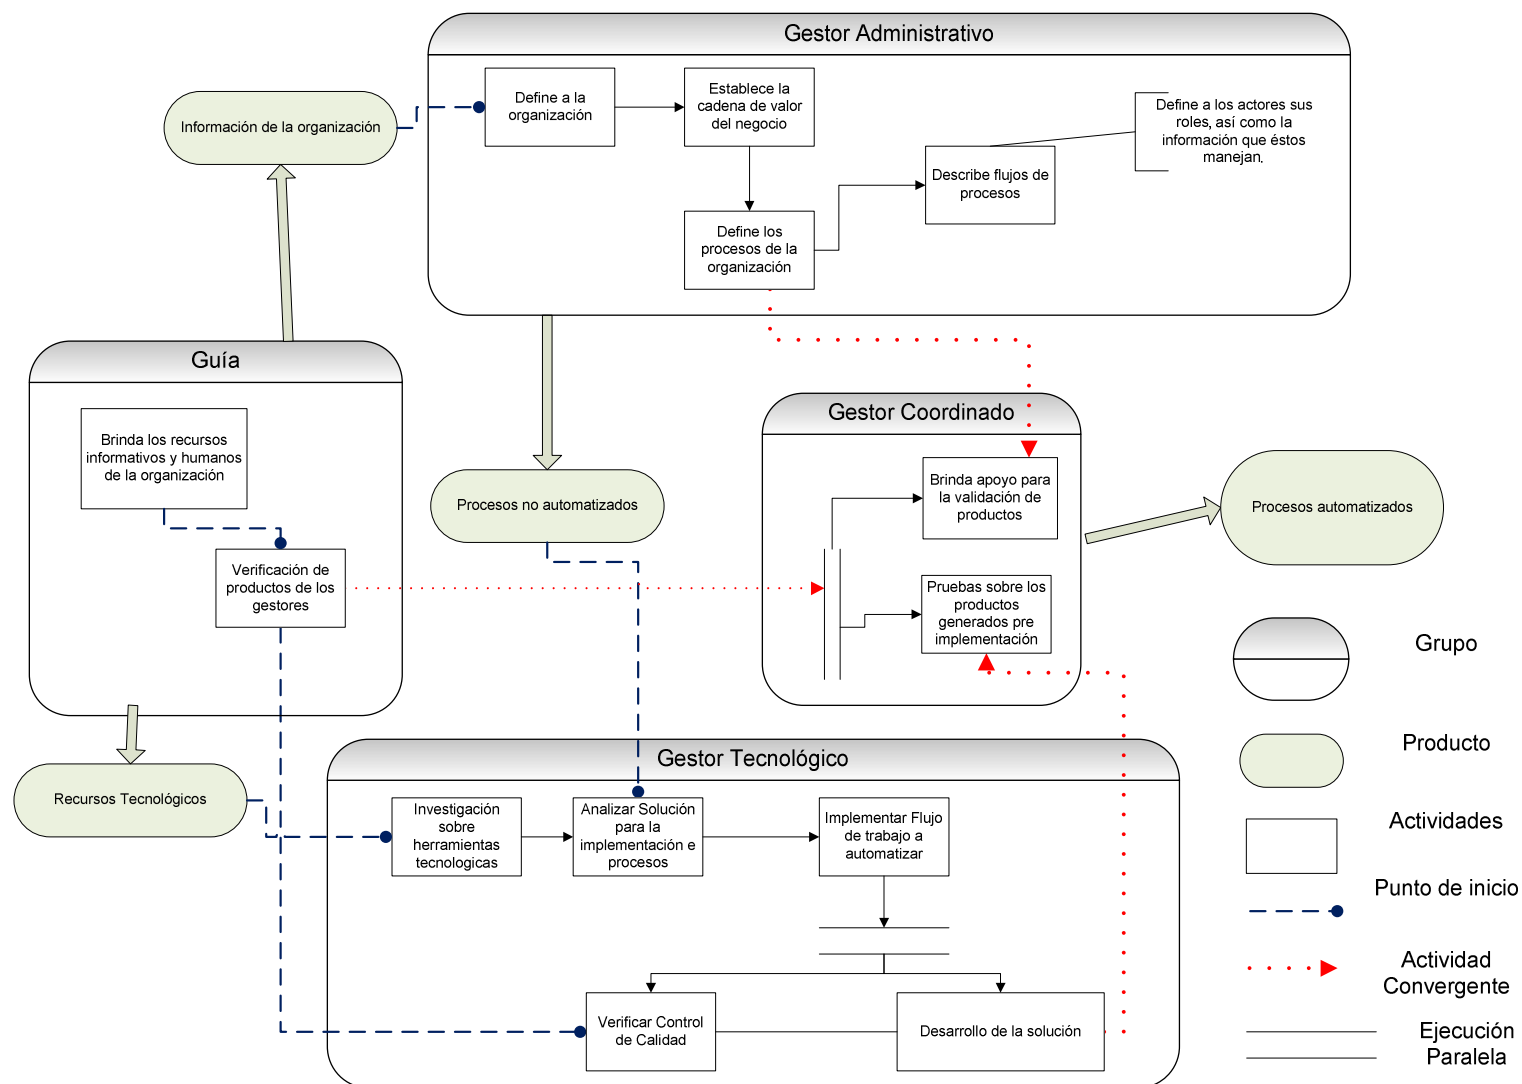 Gestor Administrativo
Información de la organización
Define a la
organización
Establece la
cadena de valor
del negocio
Define a los actores sus
roles, así como la
información que éstos
manejan.
Describe flujos de
procesos
Define los
procesos de la
organización
Guía
Brinda los recursos
informativos y humanos
de la organización
Verificación de
productos de los
gestores
Procesos no automatizados
Gestor Coordinado
Brinda apoyo para
la validación de
productos
Pruebas sobre los
productos
generados pre
implementación
Procesos automatizados
Recursos Tecnológicos
Gestor Tecnológico
Investigación
sobre
herramientas
tecnologicas
Analizar Solución
para la
implementación e
procesos
Implementar Flujo
de trabajo a
automatizar
Verificar Control
de Calidad
Desarrollo de la solución
Grupo
Producto
Actividades
Punto de inicio
Actividad
Convergente
Ejecución
Paralela